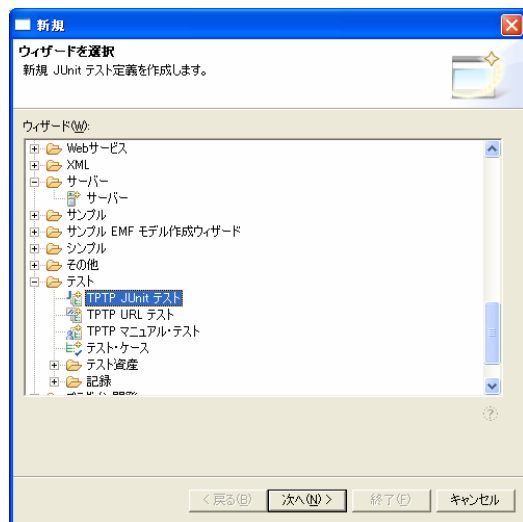 新規
ウィザードを選択
新規 JUnit テスト定義を作成します。
ウィザード(W):
Webサービス
XML
サーバー
サーバー
サンプル
サンプル EMF モデル作成ウィザード
シンプル
その他
テスト
TPTP JUnit テスト
TPTP URL テスト
TPTP マニュアル・テスト
テスト・ケース
テスト資産
記録
< 戻る(B) 次へ(N) > 終了(F) キャンセル